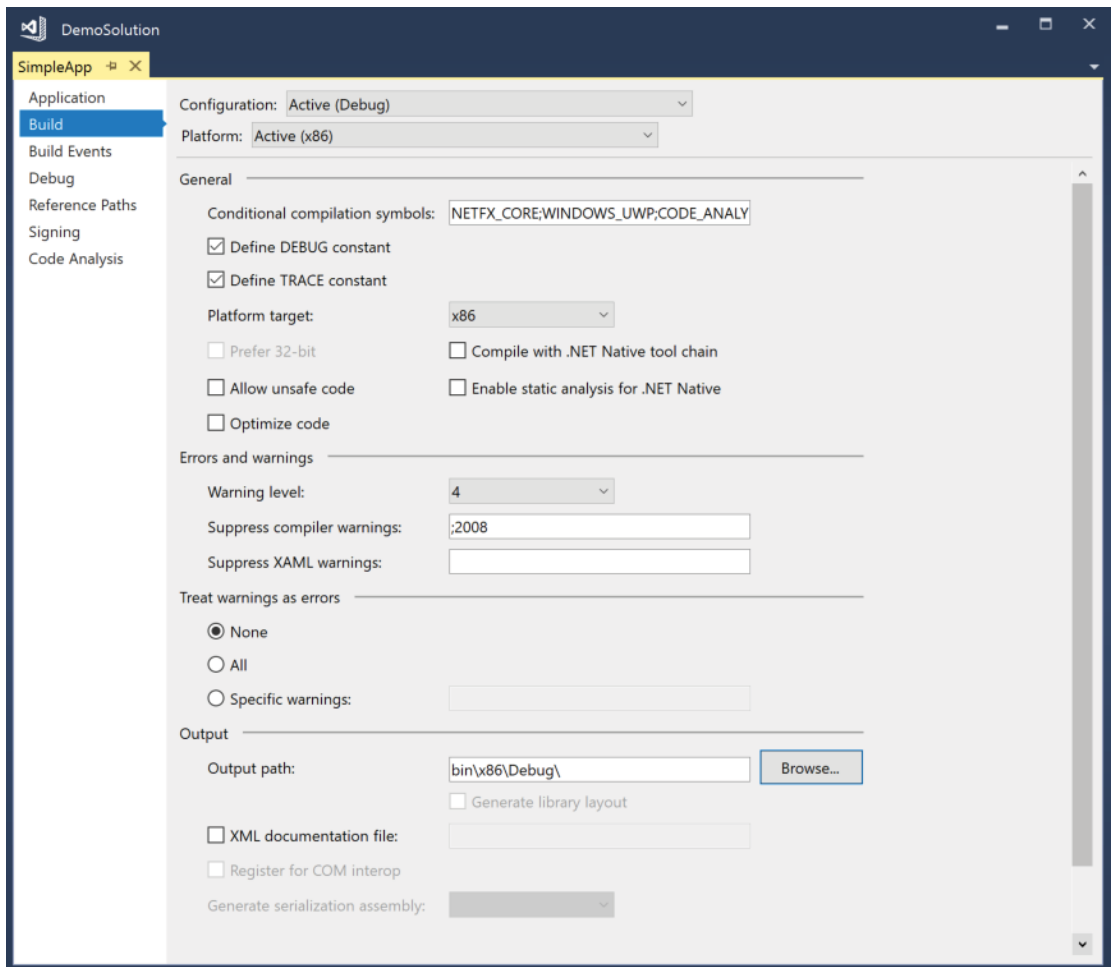 DemoSolution
SimpleApp
Application
Build
Build Events
Debug
Reference Paths
Signing
Code Analysis
Configuration: Active (Debug)
Platform: Active (x86)
General
Conditional compilation symbols: NETFX_CORE;WINDOWS_UWP;CODE_ANALY
Define DEBUG constant
Define TRACE constant
Platform target: x86
Prefer 32-bit Compile with .NET Native tool chain
Allow unsafe code Enable static analysis for .NET Native
Optimize code
Errors and warnings
Warning level: 4
Suppress compiler warnings: ;2008
Suppress XAML warnings:
Treat warnings as errors
None
All
Specific warnings:
Output
Output path: bin\x86\Debug\ Browse...
Generate library layout
XML documentation file:
Register for COM interop
Generate serialization assembly: